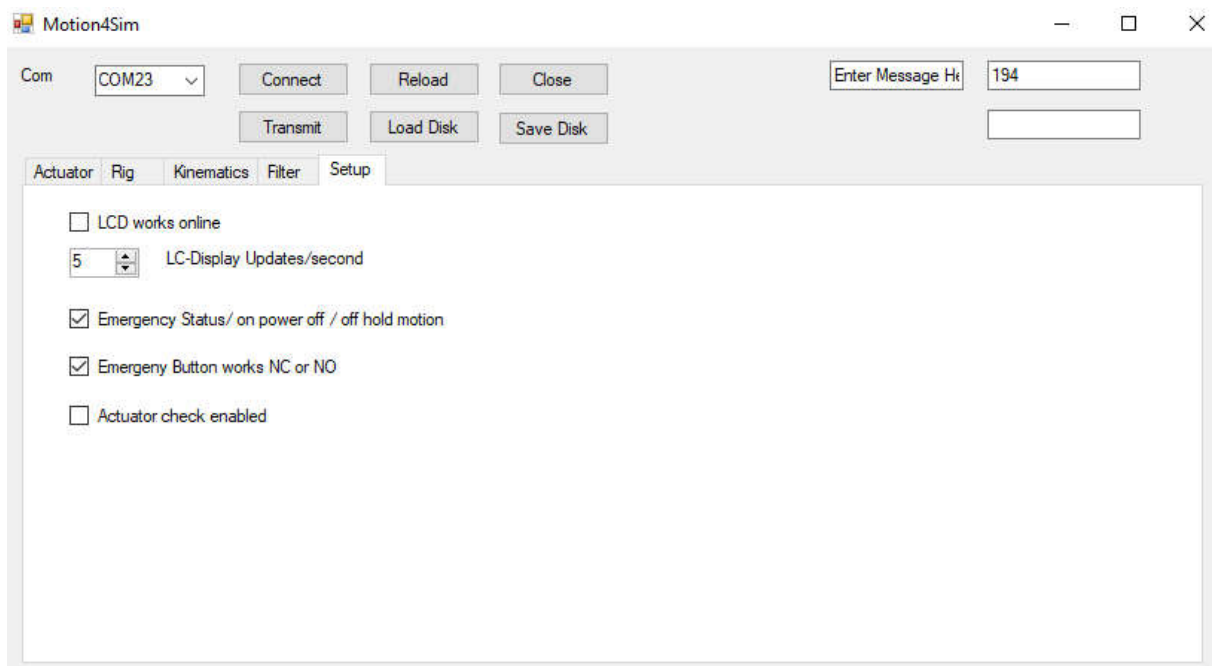 Motion4Sim
Com COM23 Connect Reload Close Enter Message He 194
Transmit Load Disk Save Disk
Actuator Rig Kinematics Filter Setup
LCD works online
5 LC-Display Updates/second
Emergency Status/ on power off / off hold motion
Emergeny Button works NC or NO
Actuator check enabled